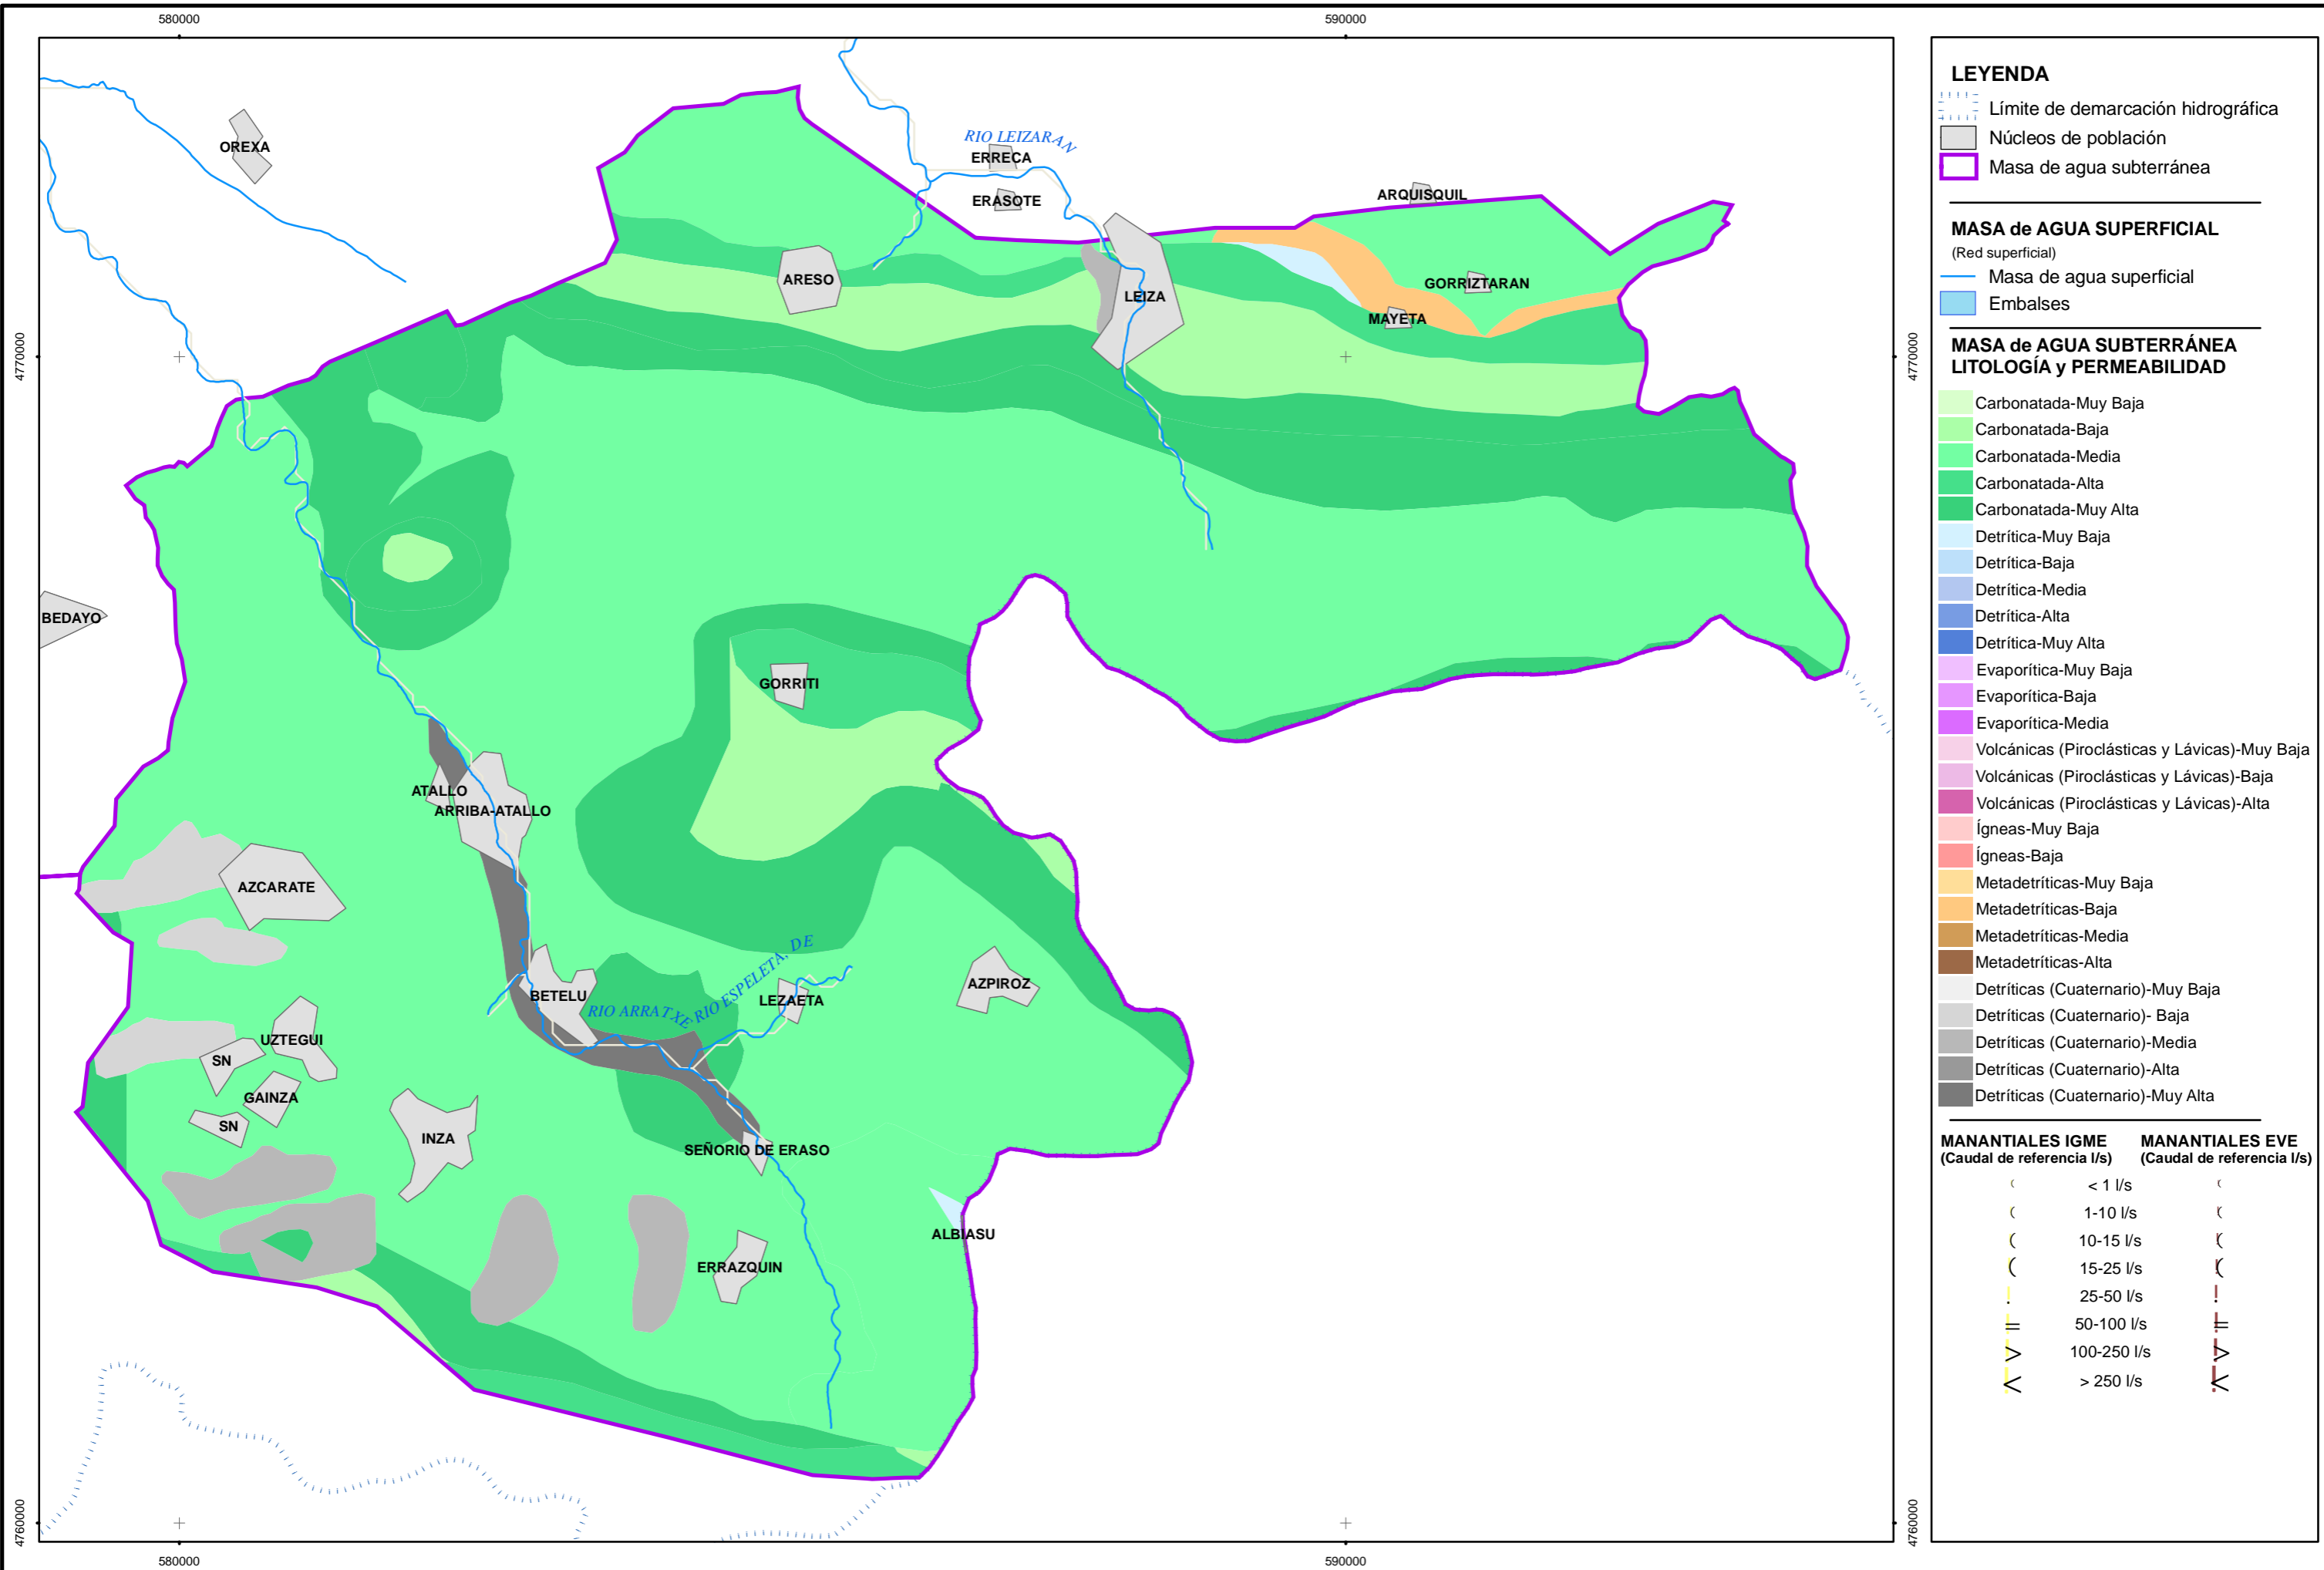 580000
590000
4770000
4760000
OREXA
RIO LEIZARAN
ERRECA
ERASOTE
ARQUISQUIL
ARESO
LEIZA
GORRIZTARAN
MAYETA
BEDAYO
GORRITI
ATALLO
ARRIBA-ATALLO
AZCARATE
BETELU
RIO ARRATXE-RIO ESPELETA, DE
LEZAETA
AZPIROZ
UZTEGUI
SN
GAINZA
SN
INZA
SEÑORIO DE ERASO
ALBIASU
ERRAZQUIN
4770000
4760000
580000
590000
LEYENDA
Límite de demarcación hidrográfica
Núcleos de población
Masa de agua subterránea
MASA de AGUA SUPERFICIAL
(Red superficial)
Masa de agua superficial
Embalses
MASA de AGUA SUBTERRÁNEA
LITOLOGÍA y PERMEABILIDAD
Carbonatada-Muy Baja
Carbonatada-Baja
Carbonatada-Media
Carbonatada-Alta
Carbonatada-Muy Alta
Detrítica-Muy Baja
Detrítica-Baja
Detrítica-Media
Detrítica-Alta
Detrítica-Muy Alta
Evaporítica-Muy Baja
Evaporítica-Baja
Evaporítica-Media
Volcánicas (Piroclásticas y Lávicas)-Muy Baja
Volcánicas (Piroclásticas y Lávicas)-Baja
Volcánicas (Piroclásticas y Lávicas)-Alta
Ígneas-Muy Baja
Ígneas-Baja
Metadetríticas-Muy Baja
Metadetríticas-Baja
Metadetríticas-Media
Metadetríticas-Alta
Detríticas (Cuaternario)-Muy Baja
Detríticas (Cuaternario)- Baja
Detríticas (Cuaternario)-Media
Detríticas (Cuaternario)-Alta
Detríticas (Cuaternario)-Muy Alta
MANANTIALES IGME MANANTIALES EVE
(Caudal de referencia l/s) (Caudal de referencia l/s)
( < 1 l/s (
( 1-10 l/s (
( 10-15 l/s (
( 15-25 l/s (
. 25-50 l/s !
= 50-100 l/s =
> 100-250 l/s >
< > 250 l/s <